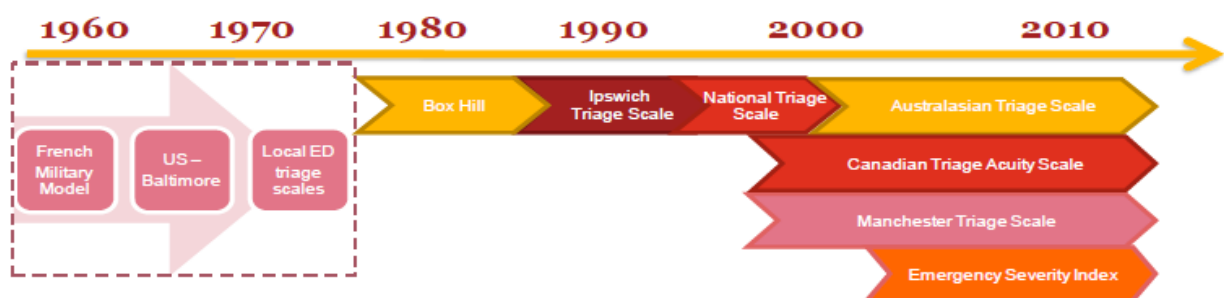 1960 1970 1980 1990 2000 2010
Box Hill
Ipswich
Triage Scale
National Triage
Scale
Australasian Triage Scale
French
Military
Model
US –
Baltimore
Local ED
triage
scales
Canadian Triage Acuity Scale
Manchester Triage Scale
Emergency Severity Index